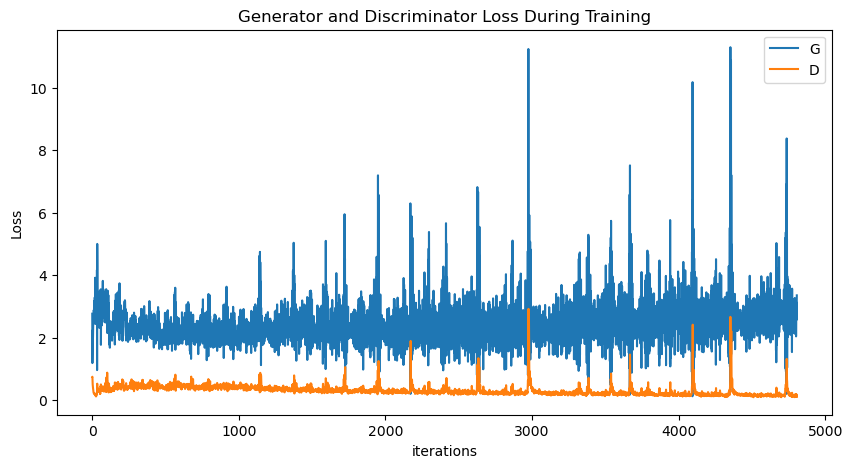 Generator and Discriminator Loss During Training
G
D
Loss
10
8
6
4
2
0
0 1000 2000 3000 4000 5000
iterations